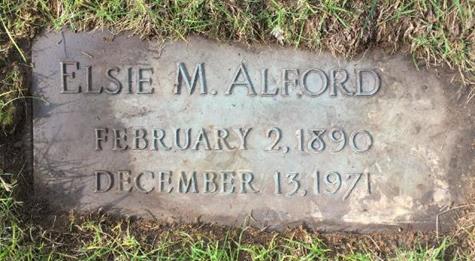 ELSIE M. ALFORD
FEBRUARY 2, 1890
DECEMBER 13, 1971